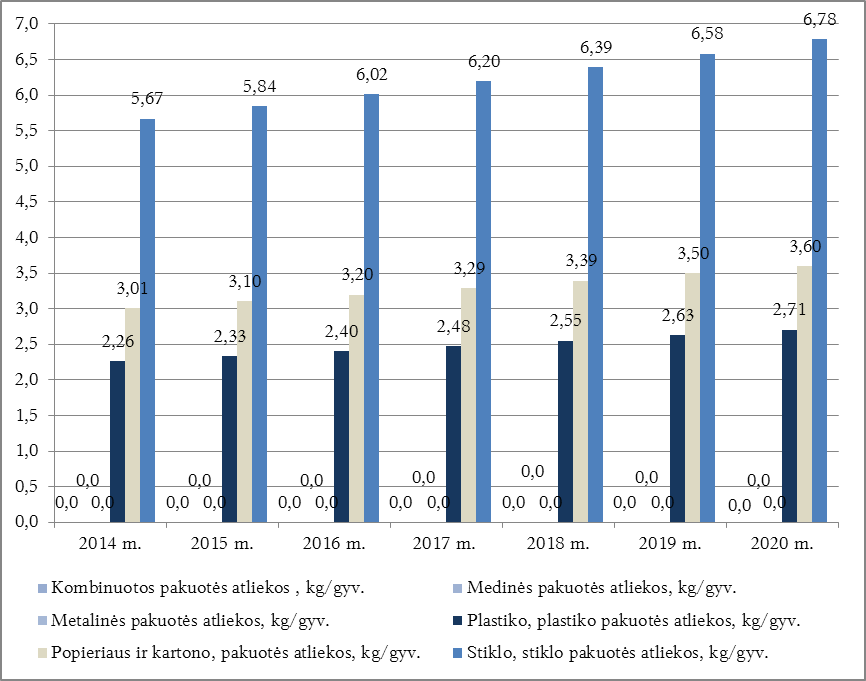 7,0
6,5
6,0
5,5
5,0
4,5
4,0
3,5
3,0
2,5
2,0
1,5
1,0
0,5
0,0
5,67 5,84 6,02 6,20 6,39 6,58 6,78
3,01 3,10 3,20 3,29 3,39 3,50 3,60
2,26 2,33 2,40 2,48 2,55 2,63 2,71
0,0 0,0 0,0 0,0 0,0 0,0 0,0
0,0 0,0 0,0 0,0 0,0 0,0 0,0 0,0 0,0 0,0 0,0 0,0 0,0 0,0
2014 m. 2015 m. 2016 m. 2017 m. 2018 m. 2019 m. 2020 m.
Kombinuotos pakuotės atliekos , kg/gyv. Medinės pakuotės atliekos, kg/gyv.
Metalinės pakuotės atliekos, kg/gyv. Plastiko, plastiko pakuotės atliekos, kg/gyv.
Popieriaus ir kartono, pakuotės atliekos, kg/gyv. Stiklo, stiklo pakuotės atliekos, kg/gyv.